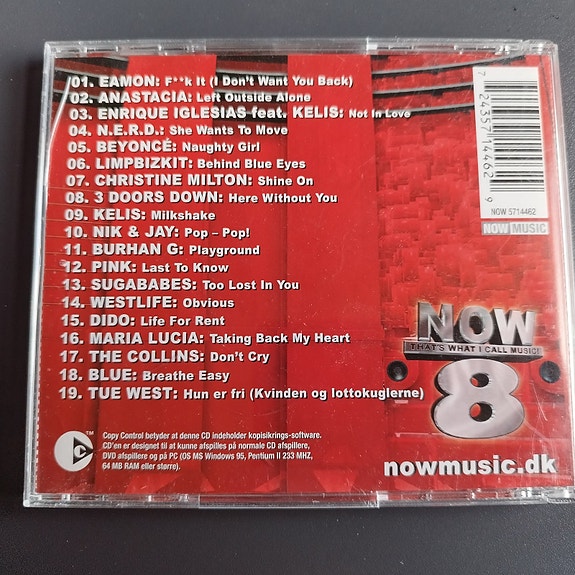 01. EAMON: F**k It (I Don't Want You Back)
02. ANASTACIA: Left Outside Alone
03. ENRIQUE IGLESIAS feat. KELIS: Not In Love
04. N.E.R.D.: She Wants To Move
05. BEYONCÉ: Naughty Girl
06. LIMPBIZKIT: Behind Blue Eyes
07. CHRISTINE MILTON: Shine On
08. 3 DOORS DOWN: Here Without You
09. KELIS: Milkshake
10. NIK & JAY: Pop – Pop!
11. BURHAN G: Playground
12. PINK: Last To Know
13. SUGABABES: Too Lost In You
14. WESTLIFE: Obvious
15. DIDO: Life For Rent
16. MARIA LUCIA: Taking Back My Heart
17. THE COLLINS: Don't Cry
18. BLUE: Breathe Easy
19. TUE WEST: Hun er fri (Kvinden og lottokuglerne)
7 24357 14462 9
NOW 5714462
NOW MUSIC
NOW
THAT'S WHAT I CALL MUSIC!
8
nowmusic.dk
TM
Copy Control betyder at denne CD indeholder kopisikrings-software.
CD'en er designet til at kunne afspilles på normale CD afspillere,
DVD afspillere og på PC (OS MS Windows 95, Pentium II 233 MHZ,
64 MB RAM eller større).